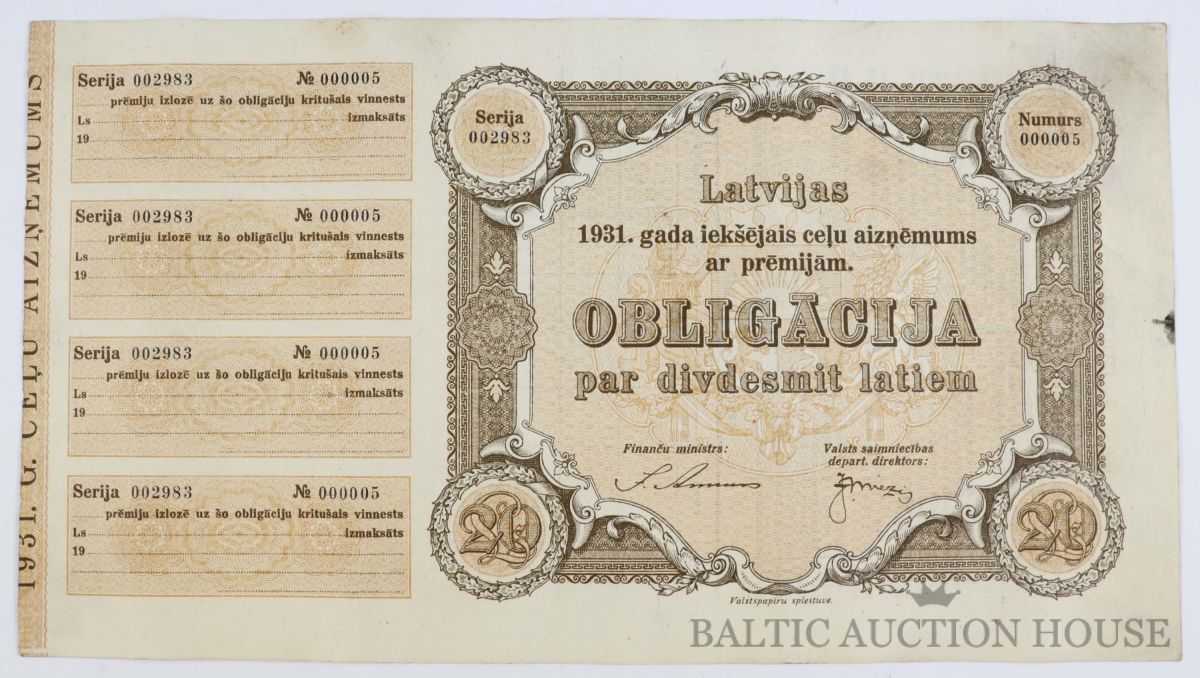 1931. G. CEĻU AIZŅĒMUMS
Serija 002983 № 000005
prēmiju izlozē uz šo obligāciju kritušais vinnests
Ls izmaksāts
19
Serija 002983 № 000005
prēmiju izlozē uz šo obligāciju kritušais vinnests
Ls izmaksāts
19
Serija 002983 № 000005
prēmiju izlozē uz šo obligāciju kritušais vinnests
Ls izmaksāts
19
Serija 002983 № 000005
prēmiju izlozē uz šo obligāciju kritušais vinnests
Ls izmaksāts
19
Serija
002983
Numurs
000005
Latvijas
1931. gada iekšējais ceļu aizņēmums
ar prēmijām.
OBLIGĀCIJA
par divdesmit latiem
Finanču ministrs:
Valsts saimniecības
depart. direktors:
Valstspapīru spiestuve.
BALTIC AUCTION HOUSE